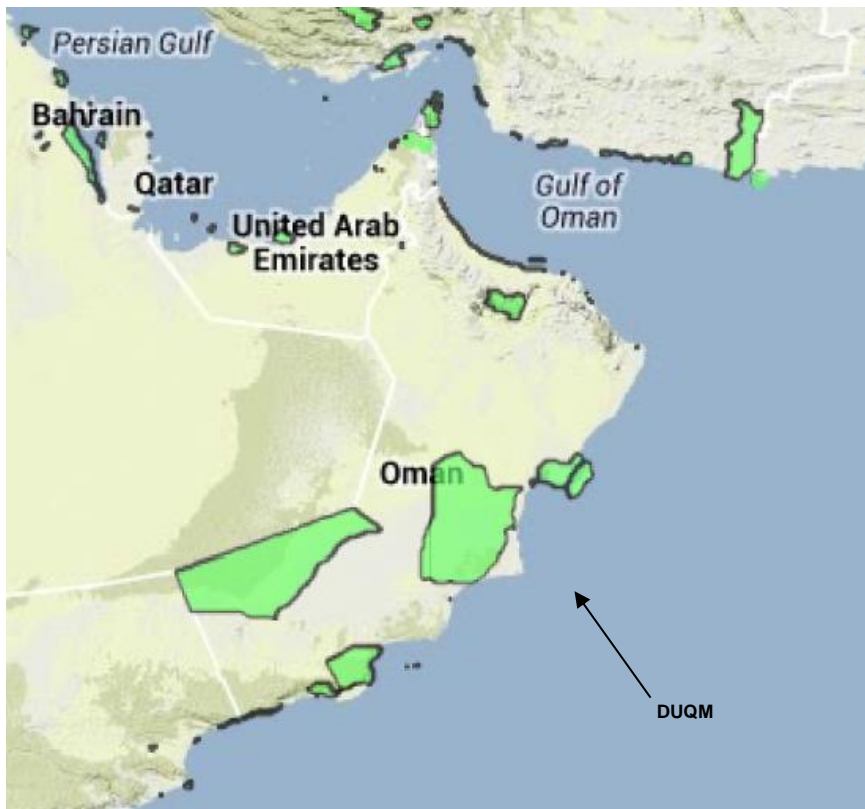 Persian Gulf
Bahrain
Qatar
Gulf of
Oman
United Arab
Emirates
Oman
DUQM